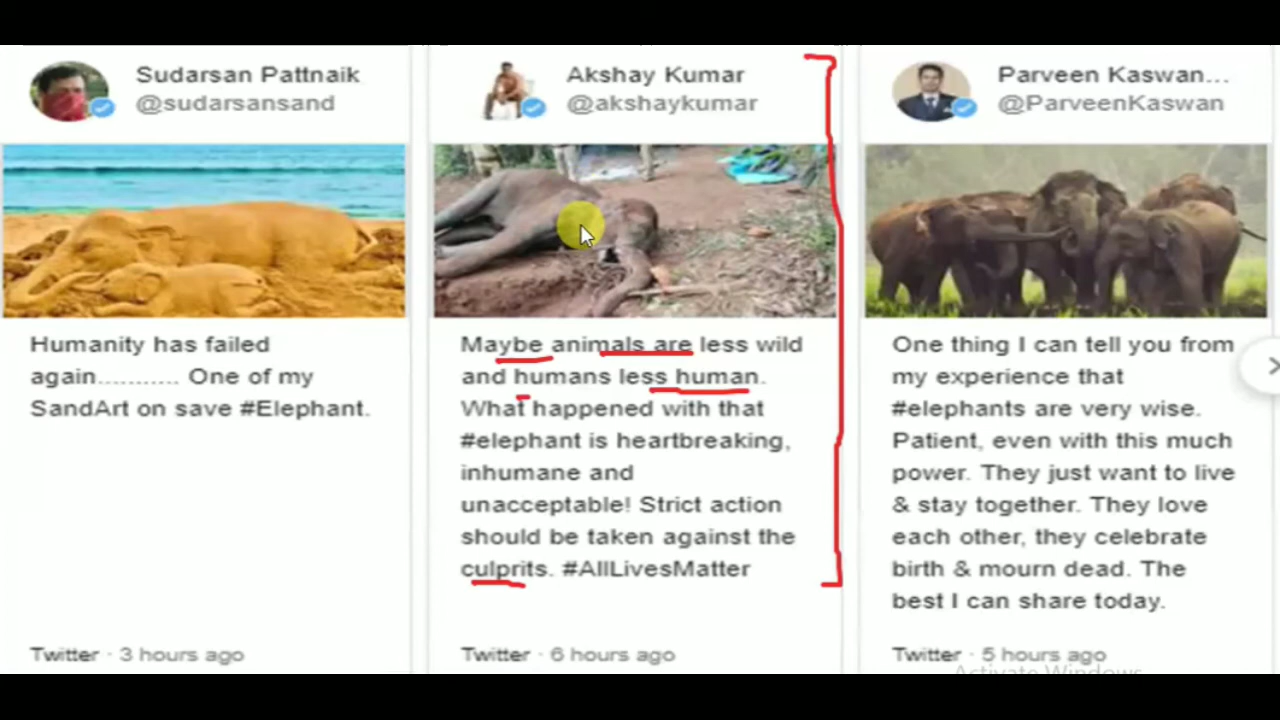 Sudarsan Pattnaik
@sudarsansand
Humanity has failed
again........... One of my
SandArt on save #Elephant.
Twitter · 3 hours ago
Akshay Kumar
@akshaykumar
Maybe animals are less wild
and humans less human.
What happened with that
#elephant is heartbreaking,
inhumane and
unacceptable! Strict action
should be taken against the
culprits. #AllLivesMatter
Twitter · 6 hours ago
Parveen Kaswan...
@ParveenKaswan
One thing I can tell you from
my experience that
#elephants are very wise.
Patient, even with this much
power. They just want to live
& stay together. They love
each other, they celebrate
birth & mourn dead. The
best I can share today.
Twitter · 5 hours ago
Activate Windows